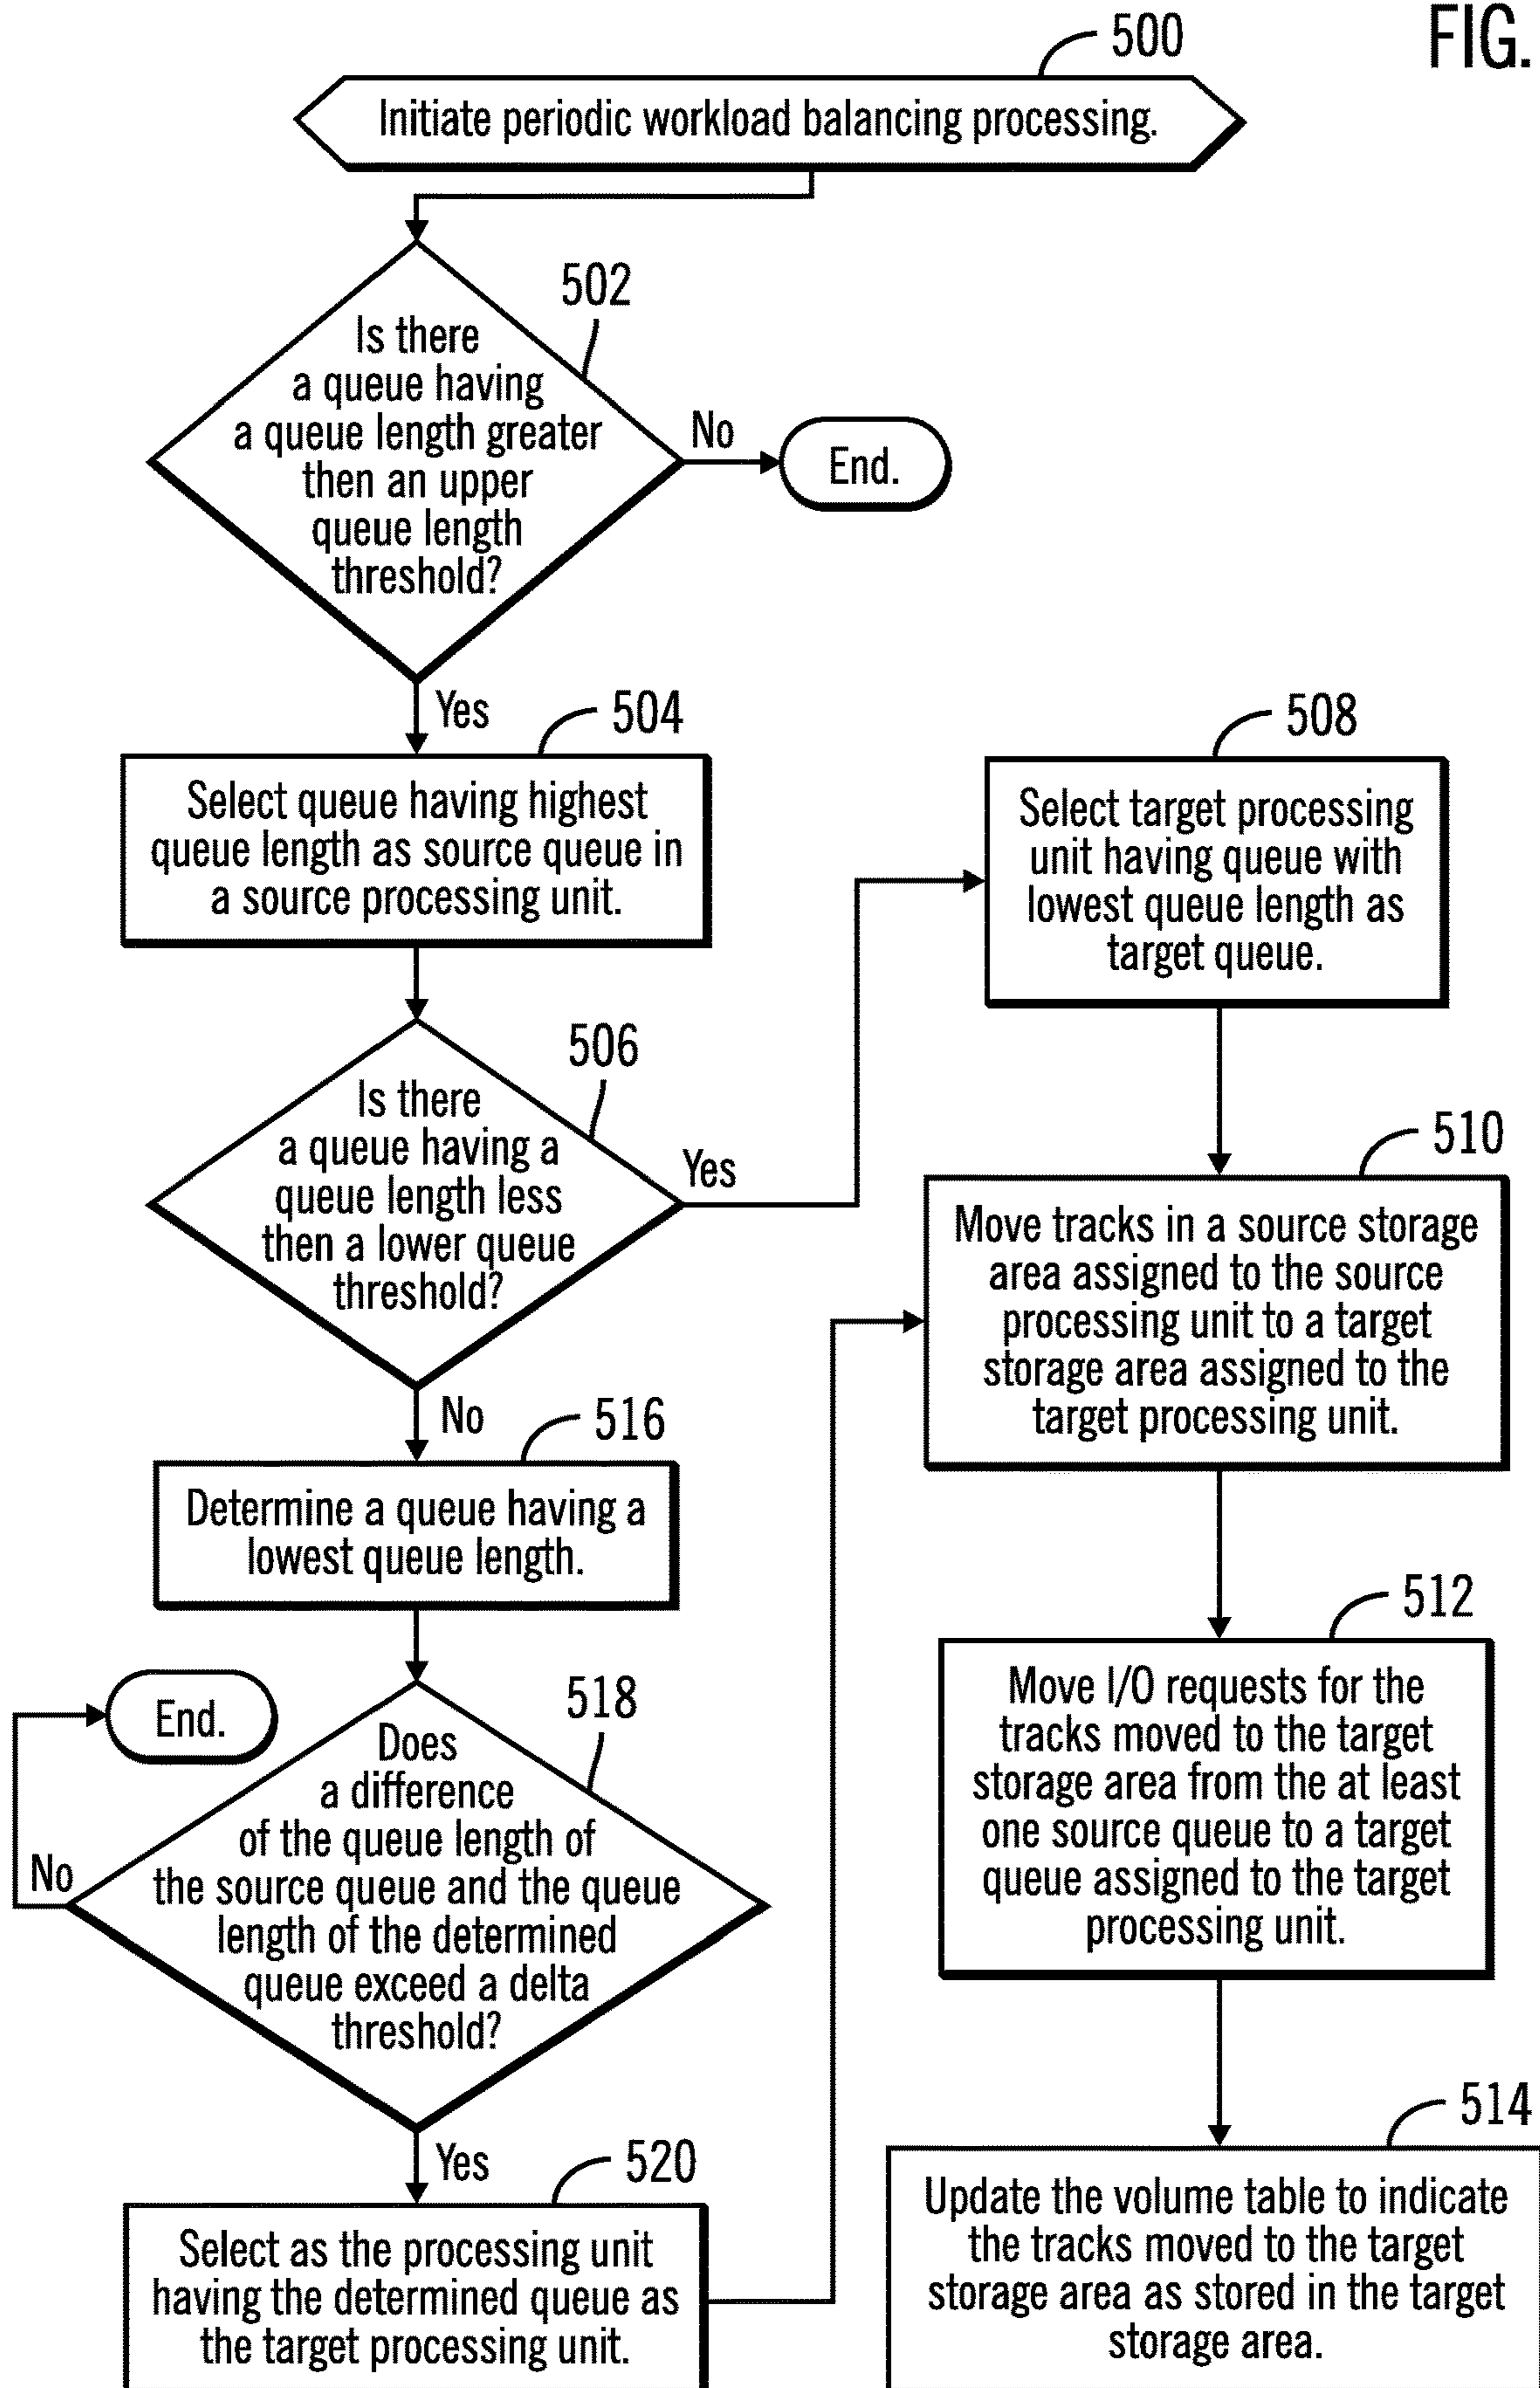 FIG.
500
Initiate periodic workload balancing processing.
502
Is there
a queue having
a queue length greater
then an upper
queue length
threshold?
No
End.
Yes
504
Select queue having highest
queue length as source queue in
a source processing unit.
506
Is there
a queue having a
queue length less
then a lower queue
threshold?
Yes
508
Select target processing
unit having queue with
lowest queue length as
target queue.
510
Move tracks in a source storage
area assigned to the source
processing unit to a target
storage area assigned to the
target processing unit.
512
Move I/O requests for the
tracks moved to the target
storage area from the at least
one source queue to a target
queue assigned to the target
processing unit.
514
Update the volume table to indicate
the tracks moved to the target
storage area as stored in the target
storage area.
No
516
Determine a queue having a
lowest queue length.
518
Does
a difference
of the queue length of
the source queue and the queue
length of the determined
queue exceed a delta
threshold?
No
End.
Yes
520
Select as the processing unit
having the determined queue as
the target processing unit.